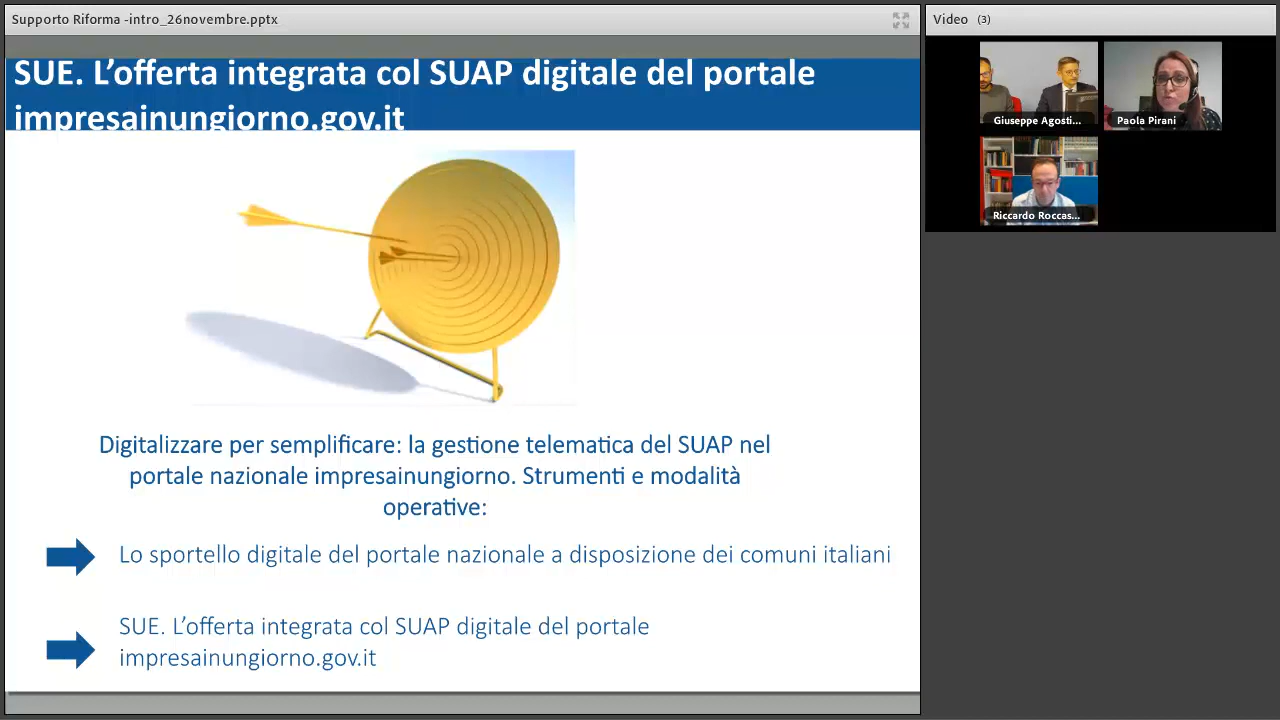 Supporto Riforma -intro_26novembre.pptx
SUE. L'offerta integrata col SUAP digitale del portale
impresainungiorno.gov.it
Digitalizzare per semplificare: la gestione telematica del SUAP nel
portale nazionale impresainungiorno. Strumenti e modalità
operative:
Lo sportello digitale del portale nazionale a disposizione dei comuni italiani
SUE. L'offerta integrata col SUAP digitale del portale
impresainungiorno.gov.it
Video (3)
Giuseppe Agosti...
Paola Pirani
Riccardo Roccas...